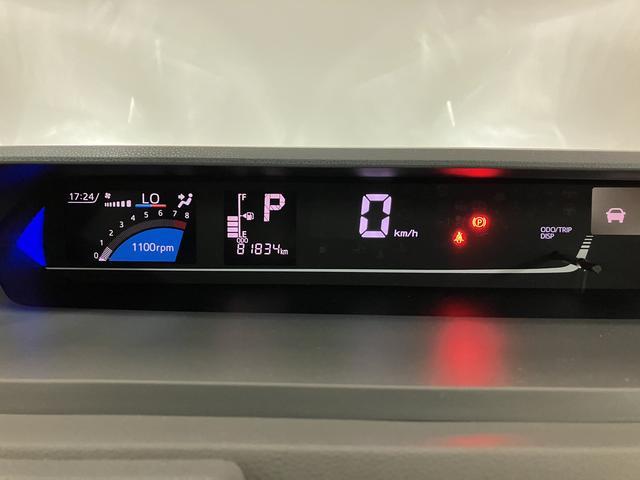 17:24
LO
0 1 2 3 4 5 6 7 8
1100rpm
F
E
P
ODO
81834km
0 km/h
(P)
ODO/TRIP
DISP